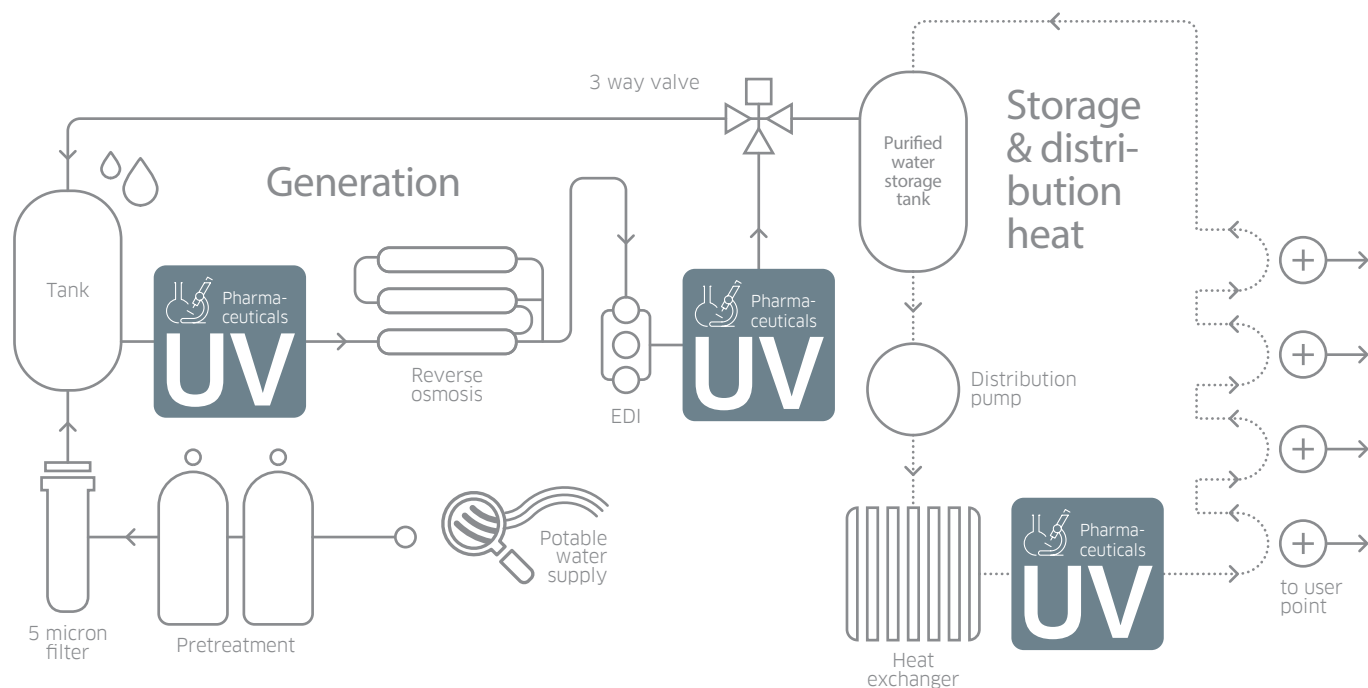 3 way valve
Generation
Storage
& distri-
bution
heat
Purified
water
storage
tank
Tank
Pharma-
ceuticals
UV
Reverse
osmosis
EDI
Pharma-
ceuticals
UV
Distribution
pump
Potable
water
supply
5 micron
filter
Pretreatment
Heat
exchanger
Pharma-
ceuticals
UV
to user
point